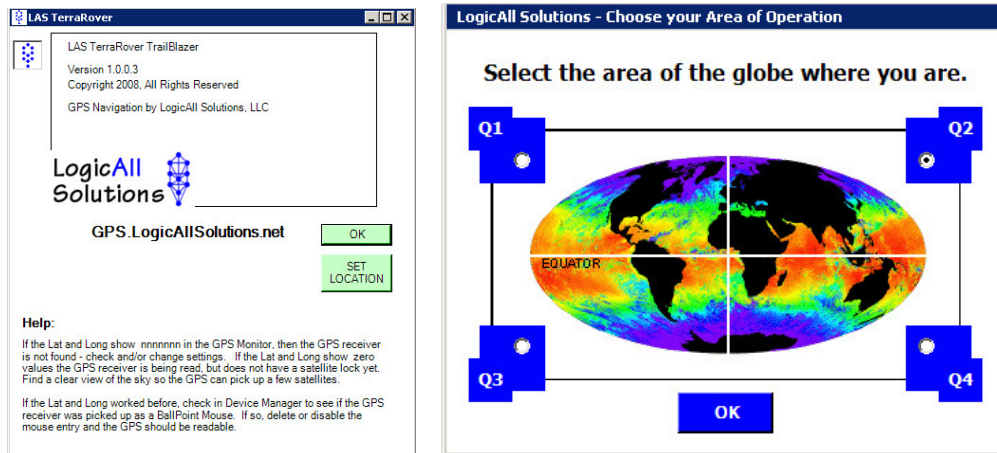 LAS TerraRover
LAS TerraRover TrailBlazer
Version 1.0.0.3
Copyright 2008, All Rights Reserved
GPS Navigation by LogicAll Solutions, LLC
LogicAll
Solutions
GPS.LogicAllSolutions.net
OK
SET
LOCATION
Help:
If the Lat and Long show nnnnnnn in the GPS Monitor, then the GPS receiver
is not found - check and/or change settings. If the Lat and Long show zero
values the GPS receiver is being read, but does not have a satellite lock yet.
Find a clear view of the sky so the GPS can pick up a few satellites.
If the Lat and Long worked before, check in Device Manager to see if the GPS
receiver was picked up as a BallPoint Mouse. If so, delete or disable the
mouse entry and the GPS should be readable.
LogicAll Solutions - Choose your Area of Operation
Select the area of the globe where you are.
Q1
Q2
EQUATOR
Q3
Q4
OK